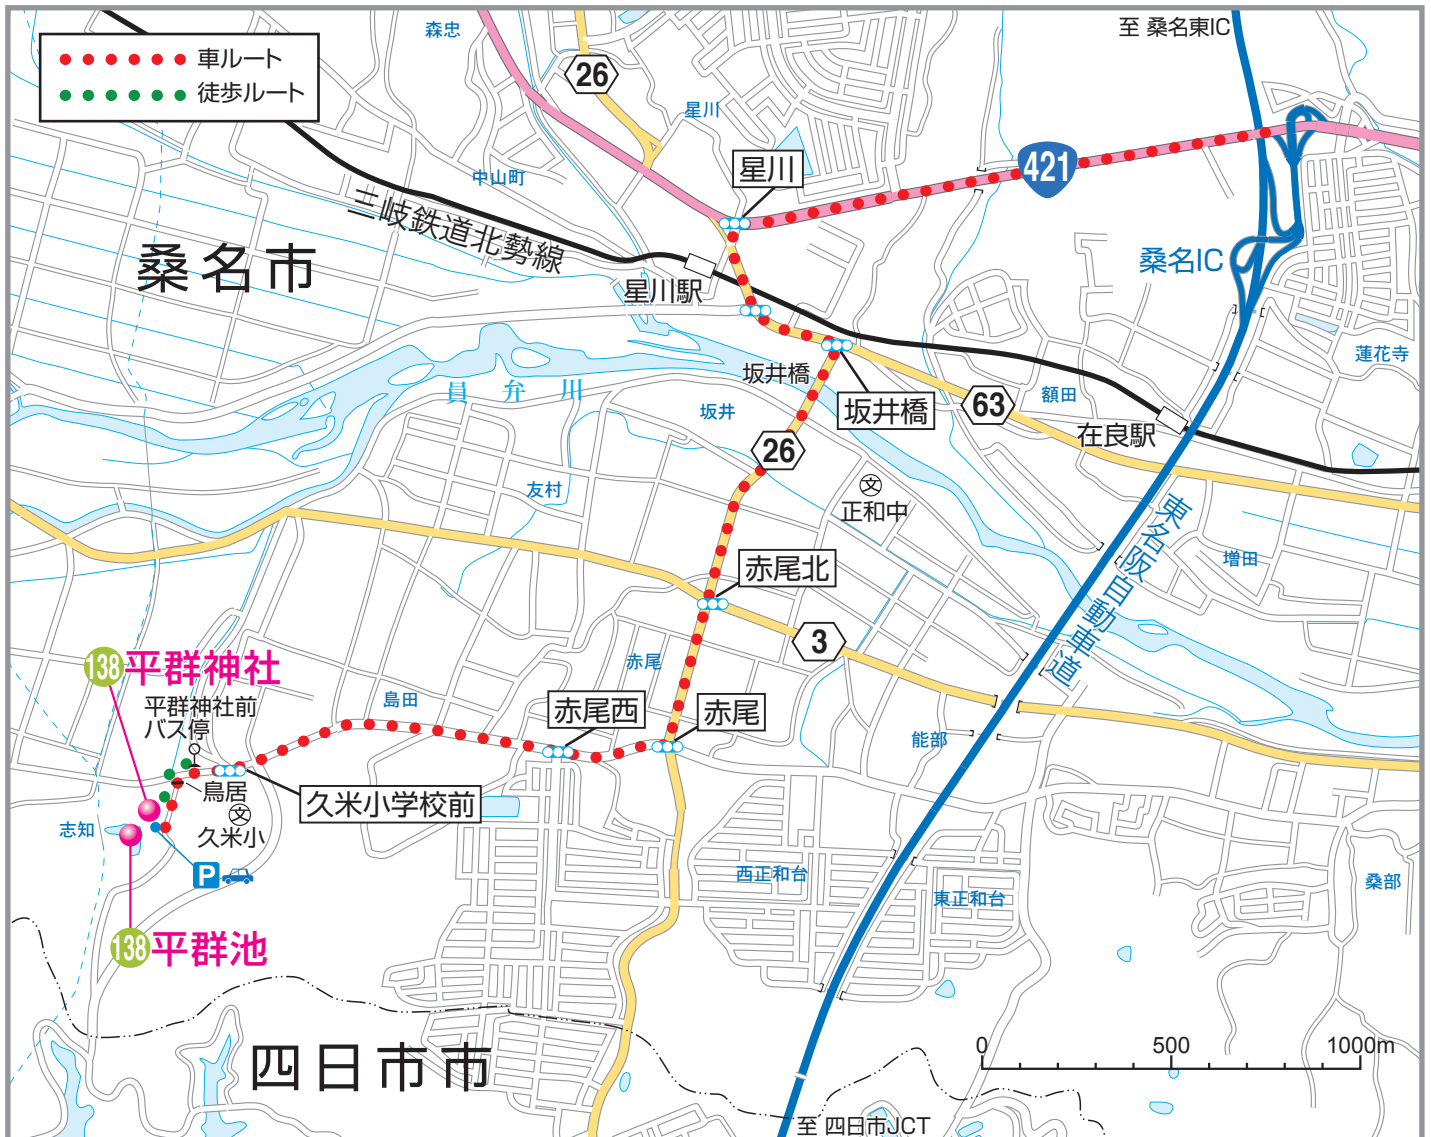 至 桑名東IC
森忠
車ルート
徒歩ルート
26
星川
星川
421
中山町
三岐鉄道北勢線
桑名市
桑名IC
星川駅
蓮花寺
坂井橋
員弁川
坂井
坂井橋
63
額田
在良駅
26
友村
文
正和中
東名阪自動車道
増田
赤尾北
3
138 平群神社
赤尾
平群神社前
バス停
島田
赤尾西
赤尾
能部
鳥居
久米小学校前
文
久米小
志知
P
西正和台
東正和台
桑部
138 平群池
四日市市
0 500 1000m
至 四日市JCT